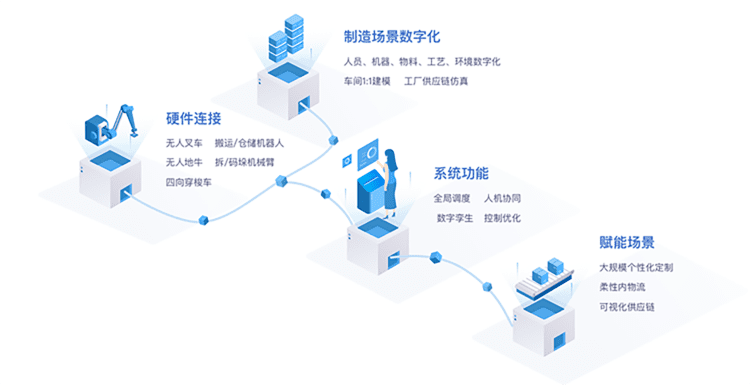 制造场景数字化
人员、机器、物料、工艺、环境数字化
车间1:1建模 工厂供应链仿真
硬件连接
无人叉车 搬运/仓储机器人
无人地牛 拆/码垛机械臂
四向穿梭车
系统功能
全局调度 人机协同
数字孪生 控制优化
赋能场景
大规模个性化定制
柔性内物流
可视化供应链